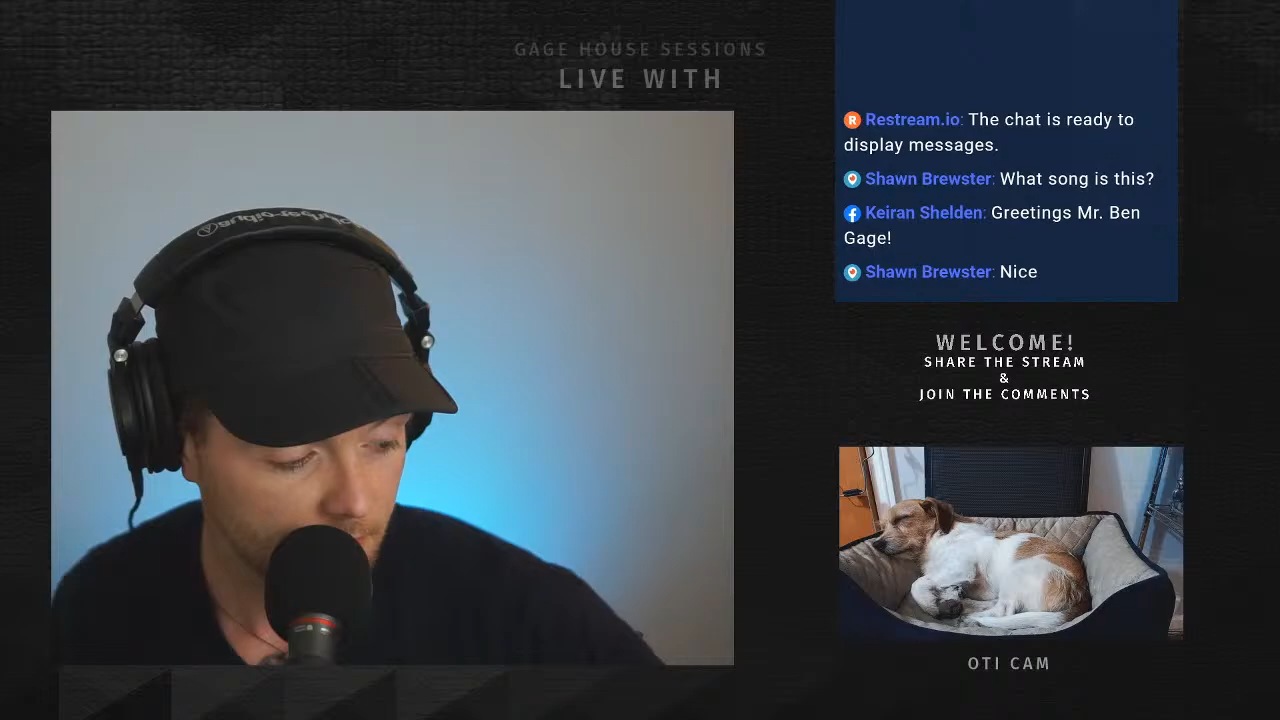 GAGE HOUSE SESSIONS
LIVE WITH
Restream.io: The chat is ready to
display messages.
Shawn Brewster: What song is this?
Keiran Shelden: Greetings Mr. Ben
Gage!
Shawn Brewster: Nice
WELCOME!
SHARE THE STREAM
&
JOIN THE COMMENTS
OTI CAM